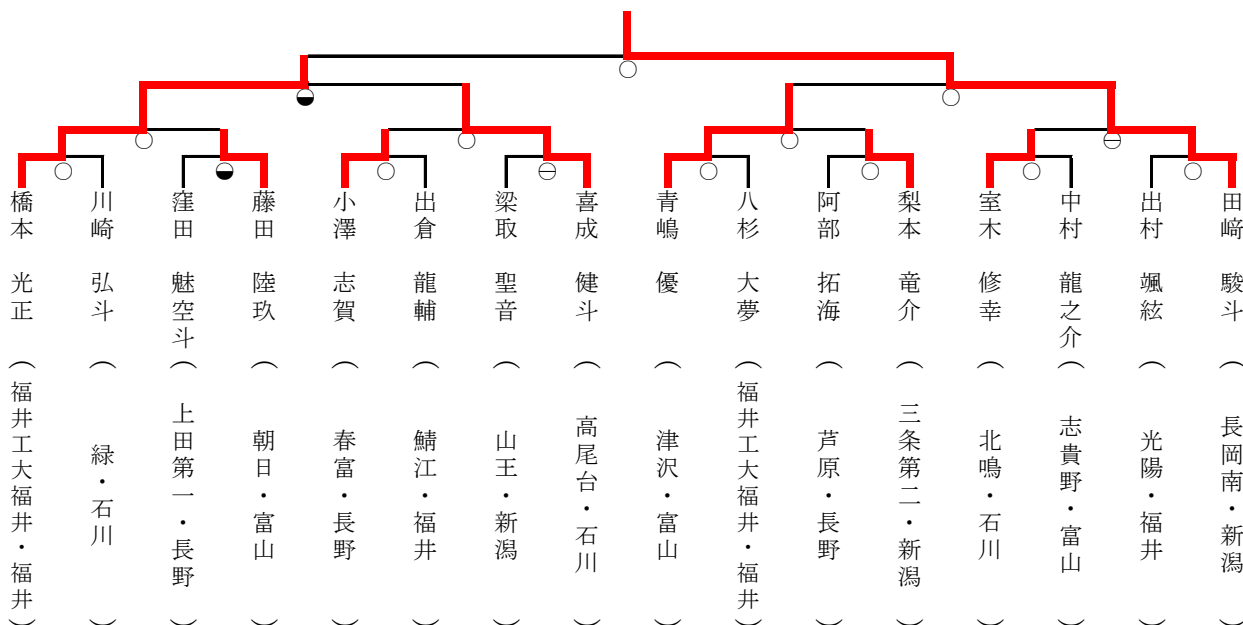 橋本 光正 （福井工大福井・福井）
川崎 弘斗 （緑・石川）
窪田 魅空斗 （上田第一・長野）
藤田 陸玖 （朝日・富山）
小澤 志賀 （春富・長野）
出倉 龍輔 （鯖江・福井）
梁取 聖音 （山王・新潟）
喜成 健斗 （高尾台・石川）
青嶋 優 （津沢・富山）
八杉 大夢 （福井工大福井・福井）
阿部 拓海 （芦原・長野）
梨本 竜介 （三条第二・新潟）
室木 修幸 （北鳴・石川）
中村 龍之介 （志貴野・富山）
出村 颯絃 （光陽・福井）
田﨑 駿斗 （長岡南・新潟）